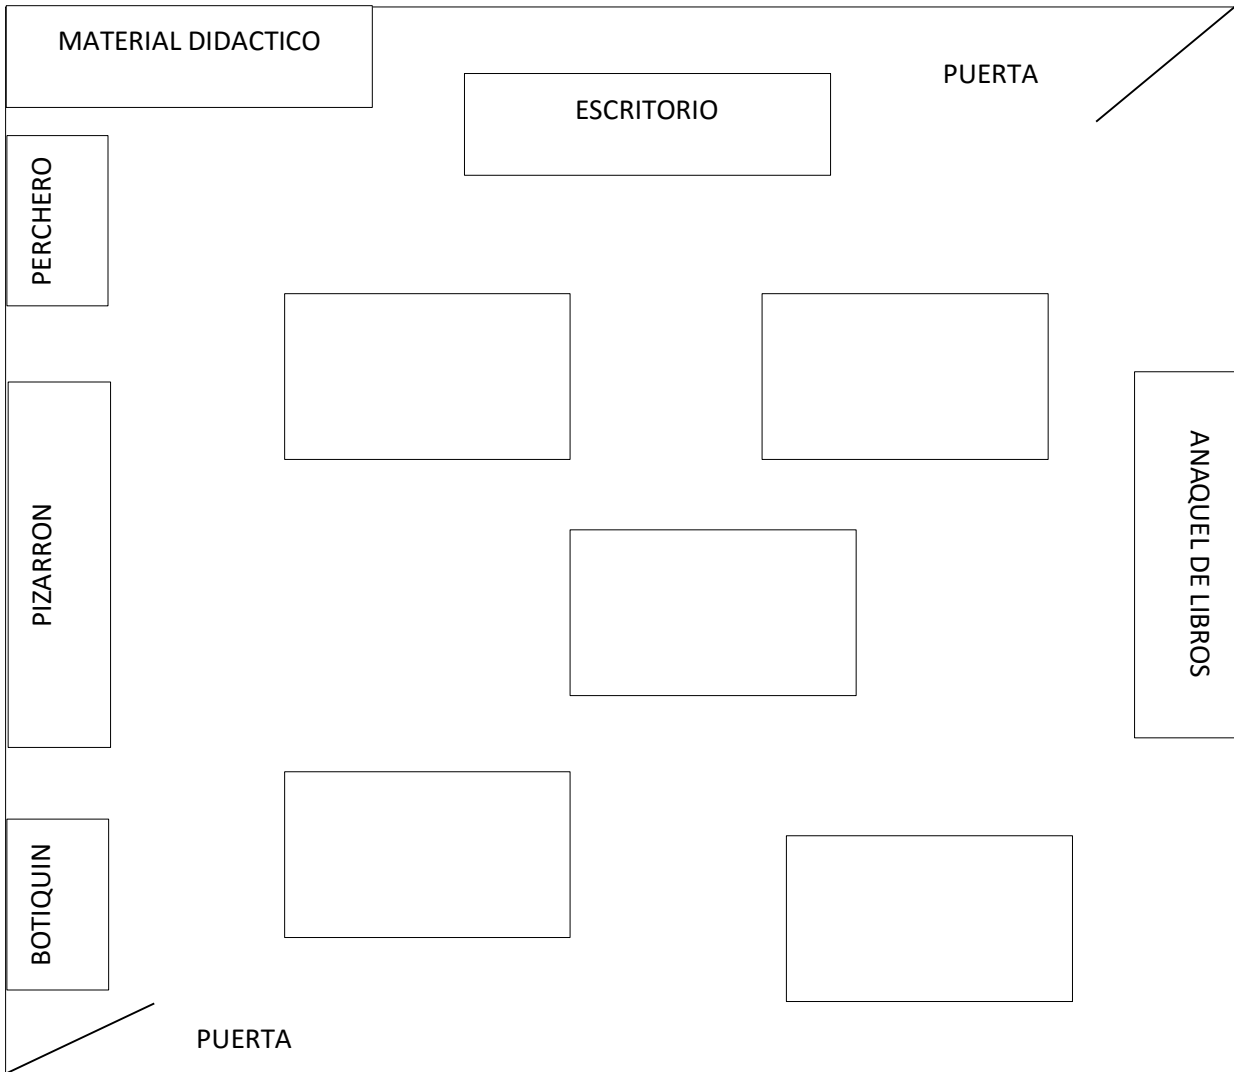 MATERIAL DIDACTICO
PUERTA
ESCRITORIO
PERCHERO
PIZARRON
ANAQUEL DE LIBROS
BOTIQUIN
PUERTA